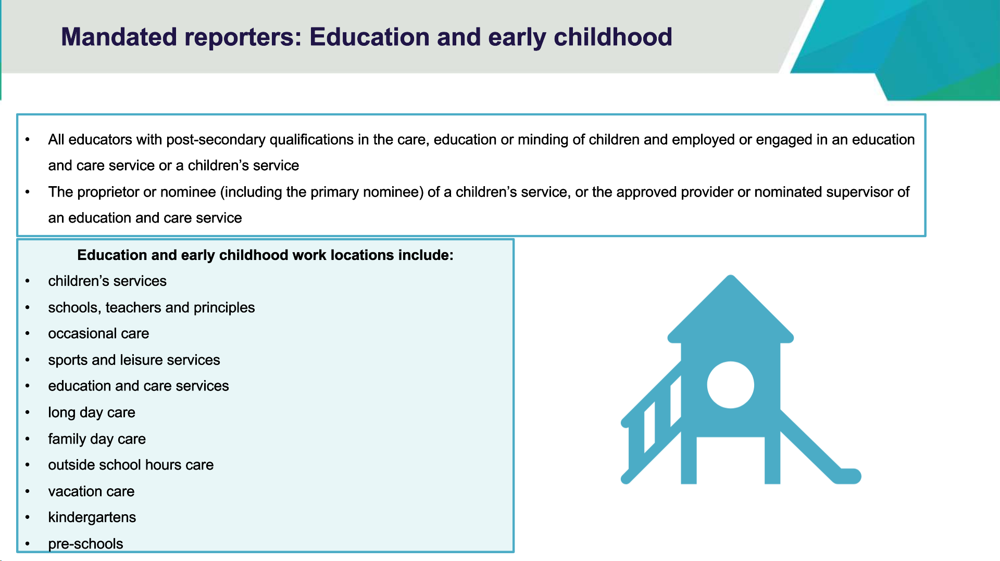 Mandated reporters: Education and early childhood
• All educators with post-secondary qualifications in the care, education or minding of children and employed or engaged in an education
and care service or a children’s service
• The proprietor or nominee (including the primary nominee) of a children’s service, or the approved provider or nominated supervisor of
an education and care service
Education and early childhood work locations include:
• children’s services
• schools, teachers and principles
• occasional care
• sports and leisure services
• education and care services
• long day care
• family day care
• outside school hours care
• vacation care
• kindergartens
• pre-schools